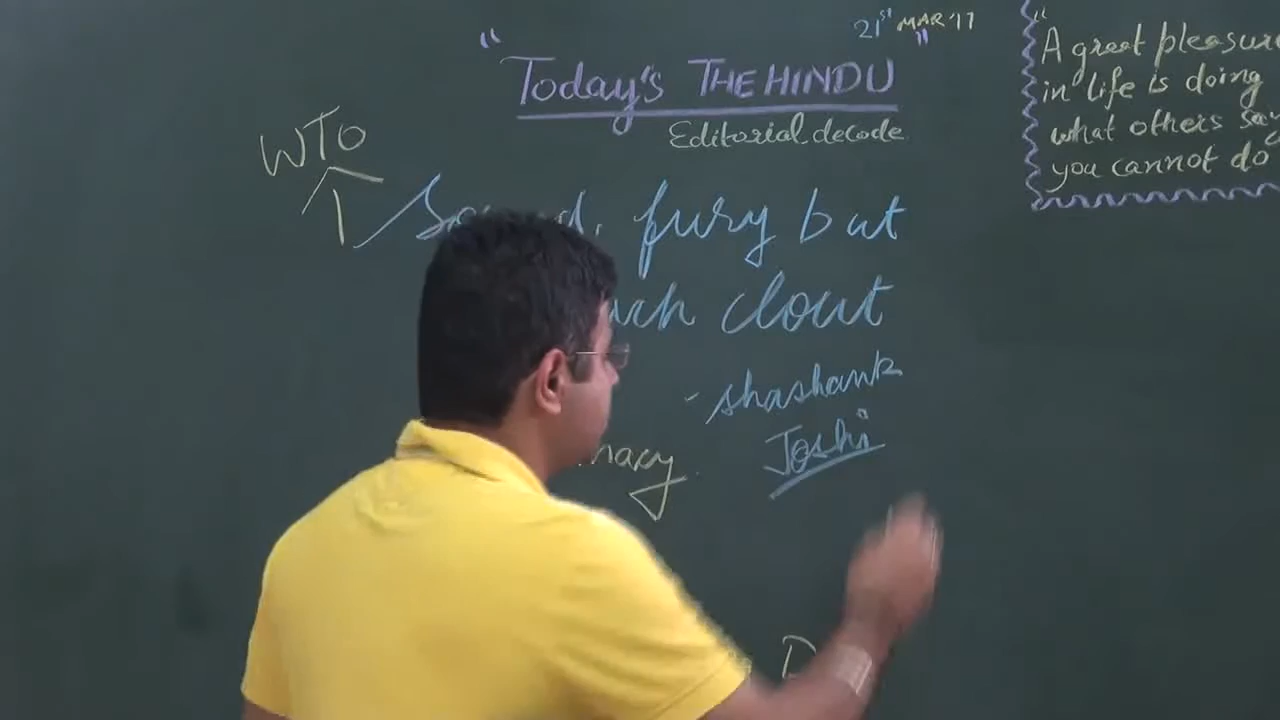 21st MAR '17
"Today's THE HINDU"
Editorial decode
WTO
fury but
clout
- Shashank
Joshi
"A great pleasure
in life is doing
what others say
you cannot do
D